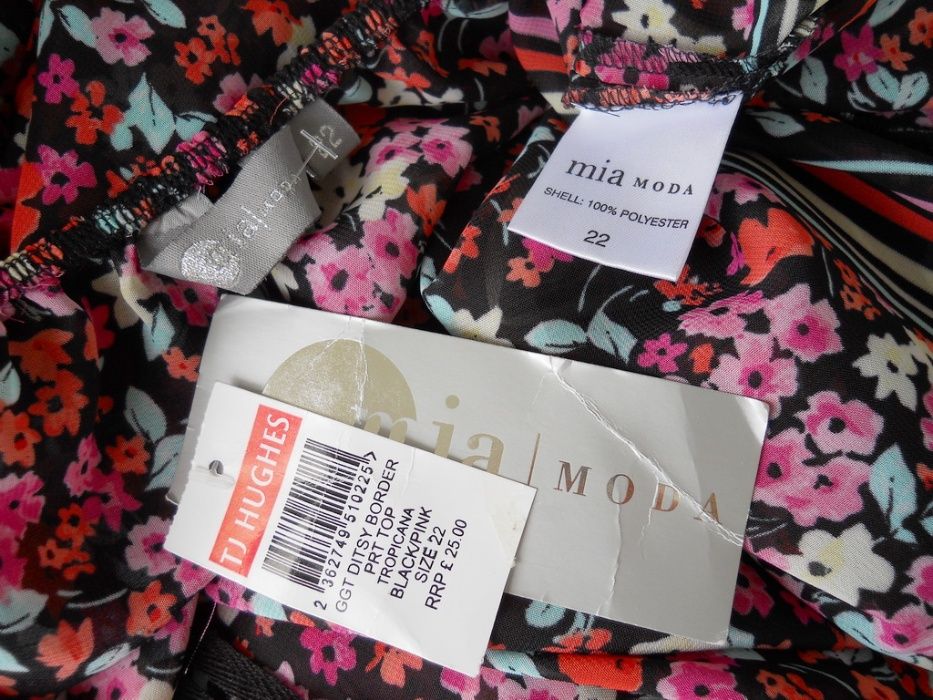 mia MODA
SHELL: 100% POLYESTER
22
mia MODA
TJ HUGHES
2 362749 510225 >
GGT DITSY BORDER
PRT TOP
TROPICANA
BLACK/PINK
SIZE 22
RRP £ 25.00